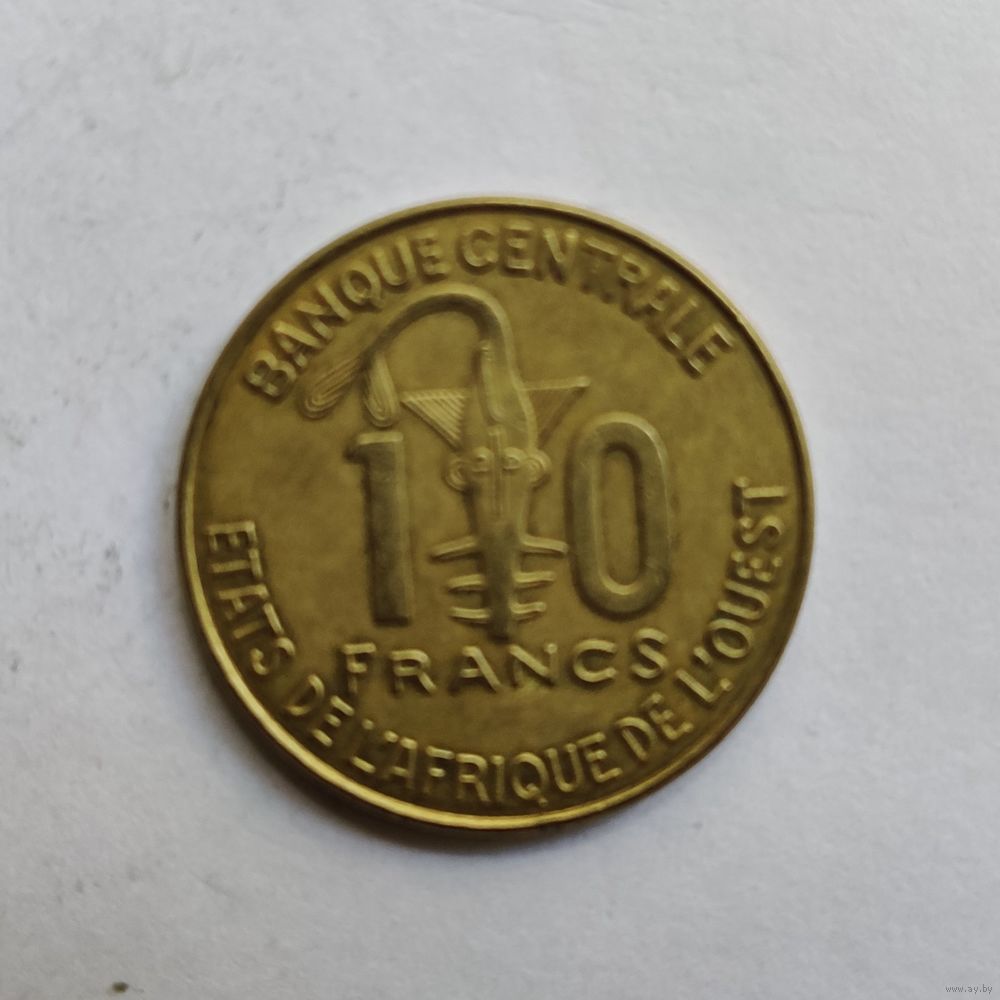 BANQUE CENTRALE
10
FRANCS
ETATS DE L'AFRIQUE DE L'OUEST
www.ay.by